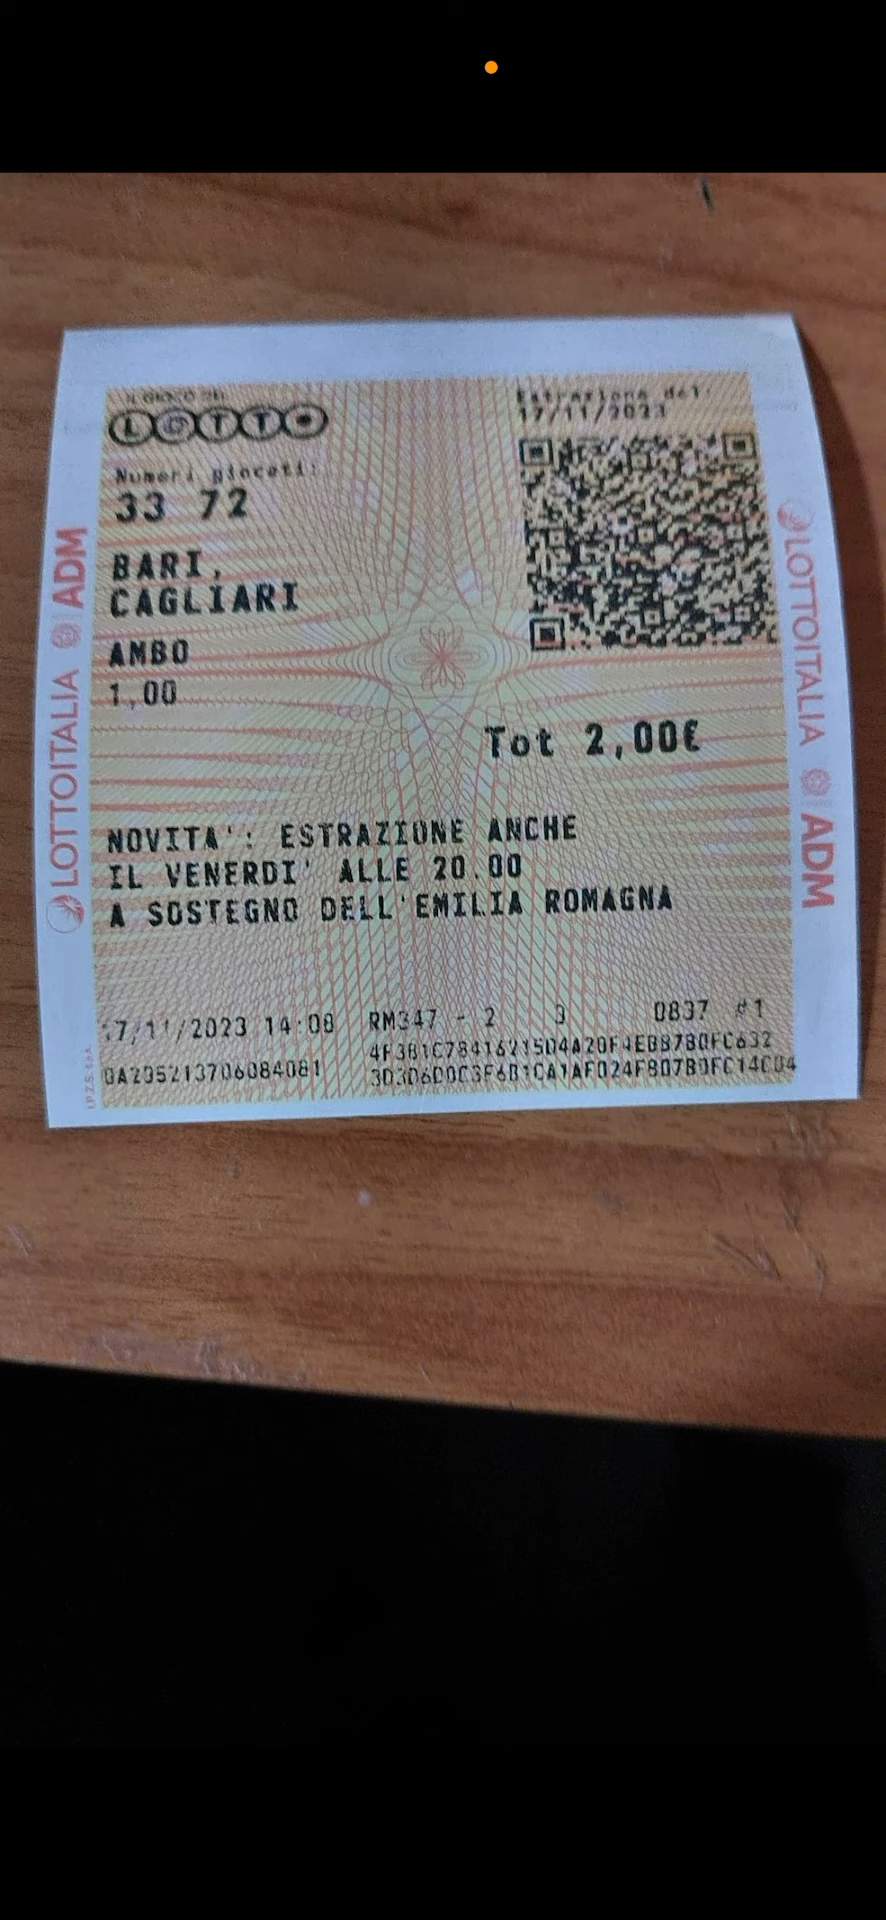 IL GIOCO DEL
LOTTO
Estrazione del:
17/11/2023
Numeri giocati:
33 72
BARI,
CAGLIARI
AMBO
1,00
Tot 2,00€
NOVITA': ESTRAZIONE ANCHE
IL VENERDI' ALLE 20.00
A SOSTEGNO DELL'EMILIA ROMAGNA
17/11/2023 14:08 RM347 - 2 3 0837 #1
LOTTOITALIA ADM
LOTTOITALIA ADM
I.P.Z.S. S.p.A.